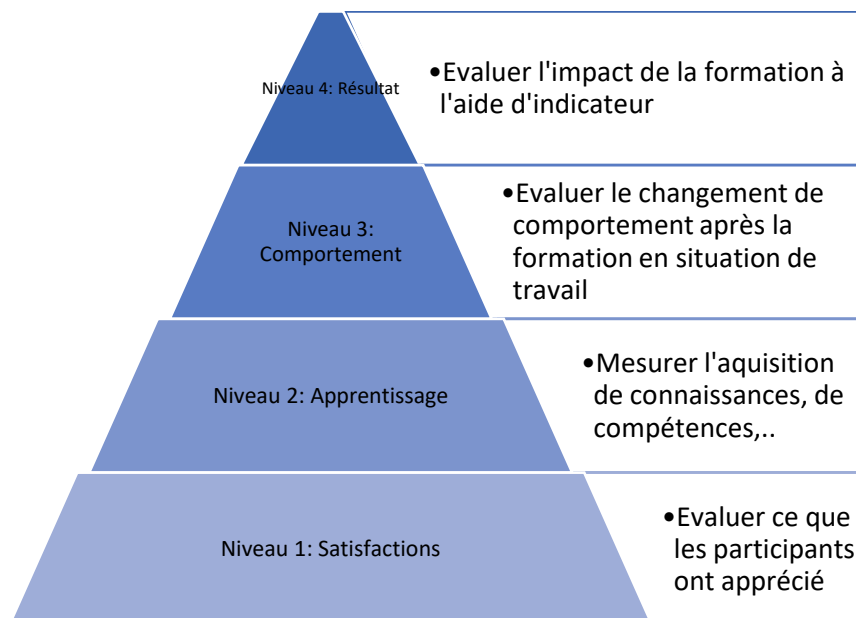 Niveau 4: Résultat
•Evaluer l'impact de la formation à
l'aide d'indicateur
Niveau 3:
Comportement
•Evaluer le changement de
comportement après la
formation en situation de
travail
Niveau 2: Apprentissage
•Mesurer l'aquisition
de connaissances, de
compétences,..
Niveau 1: Satisfactions
•Evaluer ce que
les participants
ont apprécié